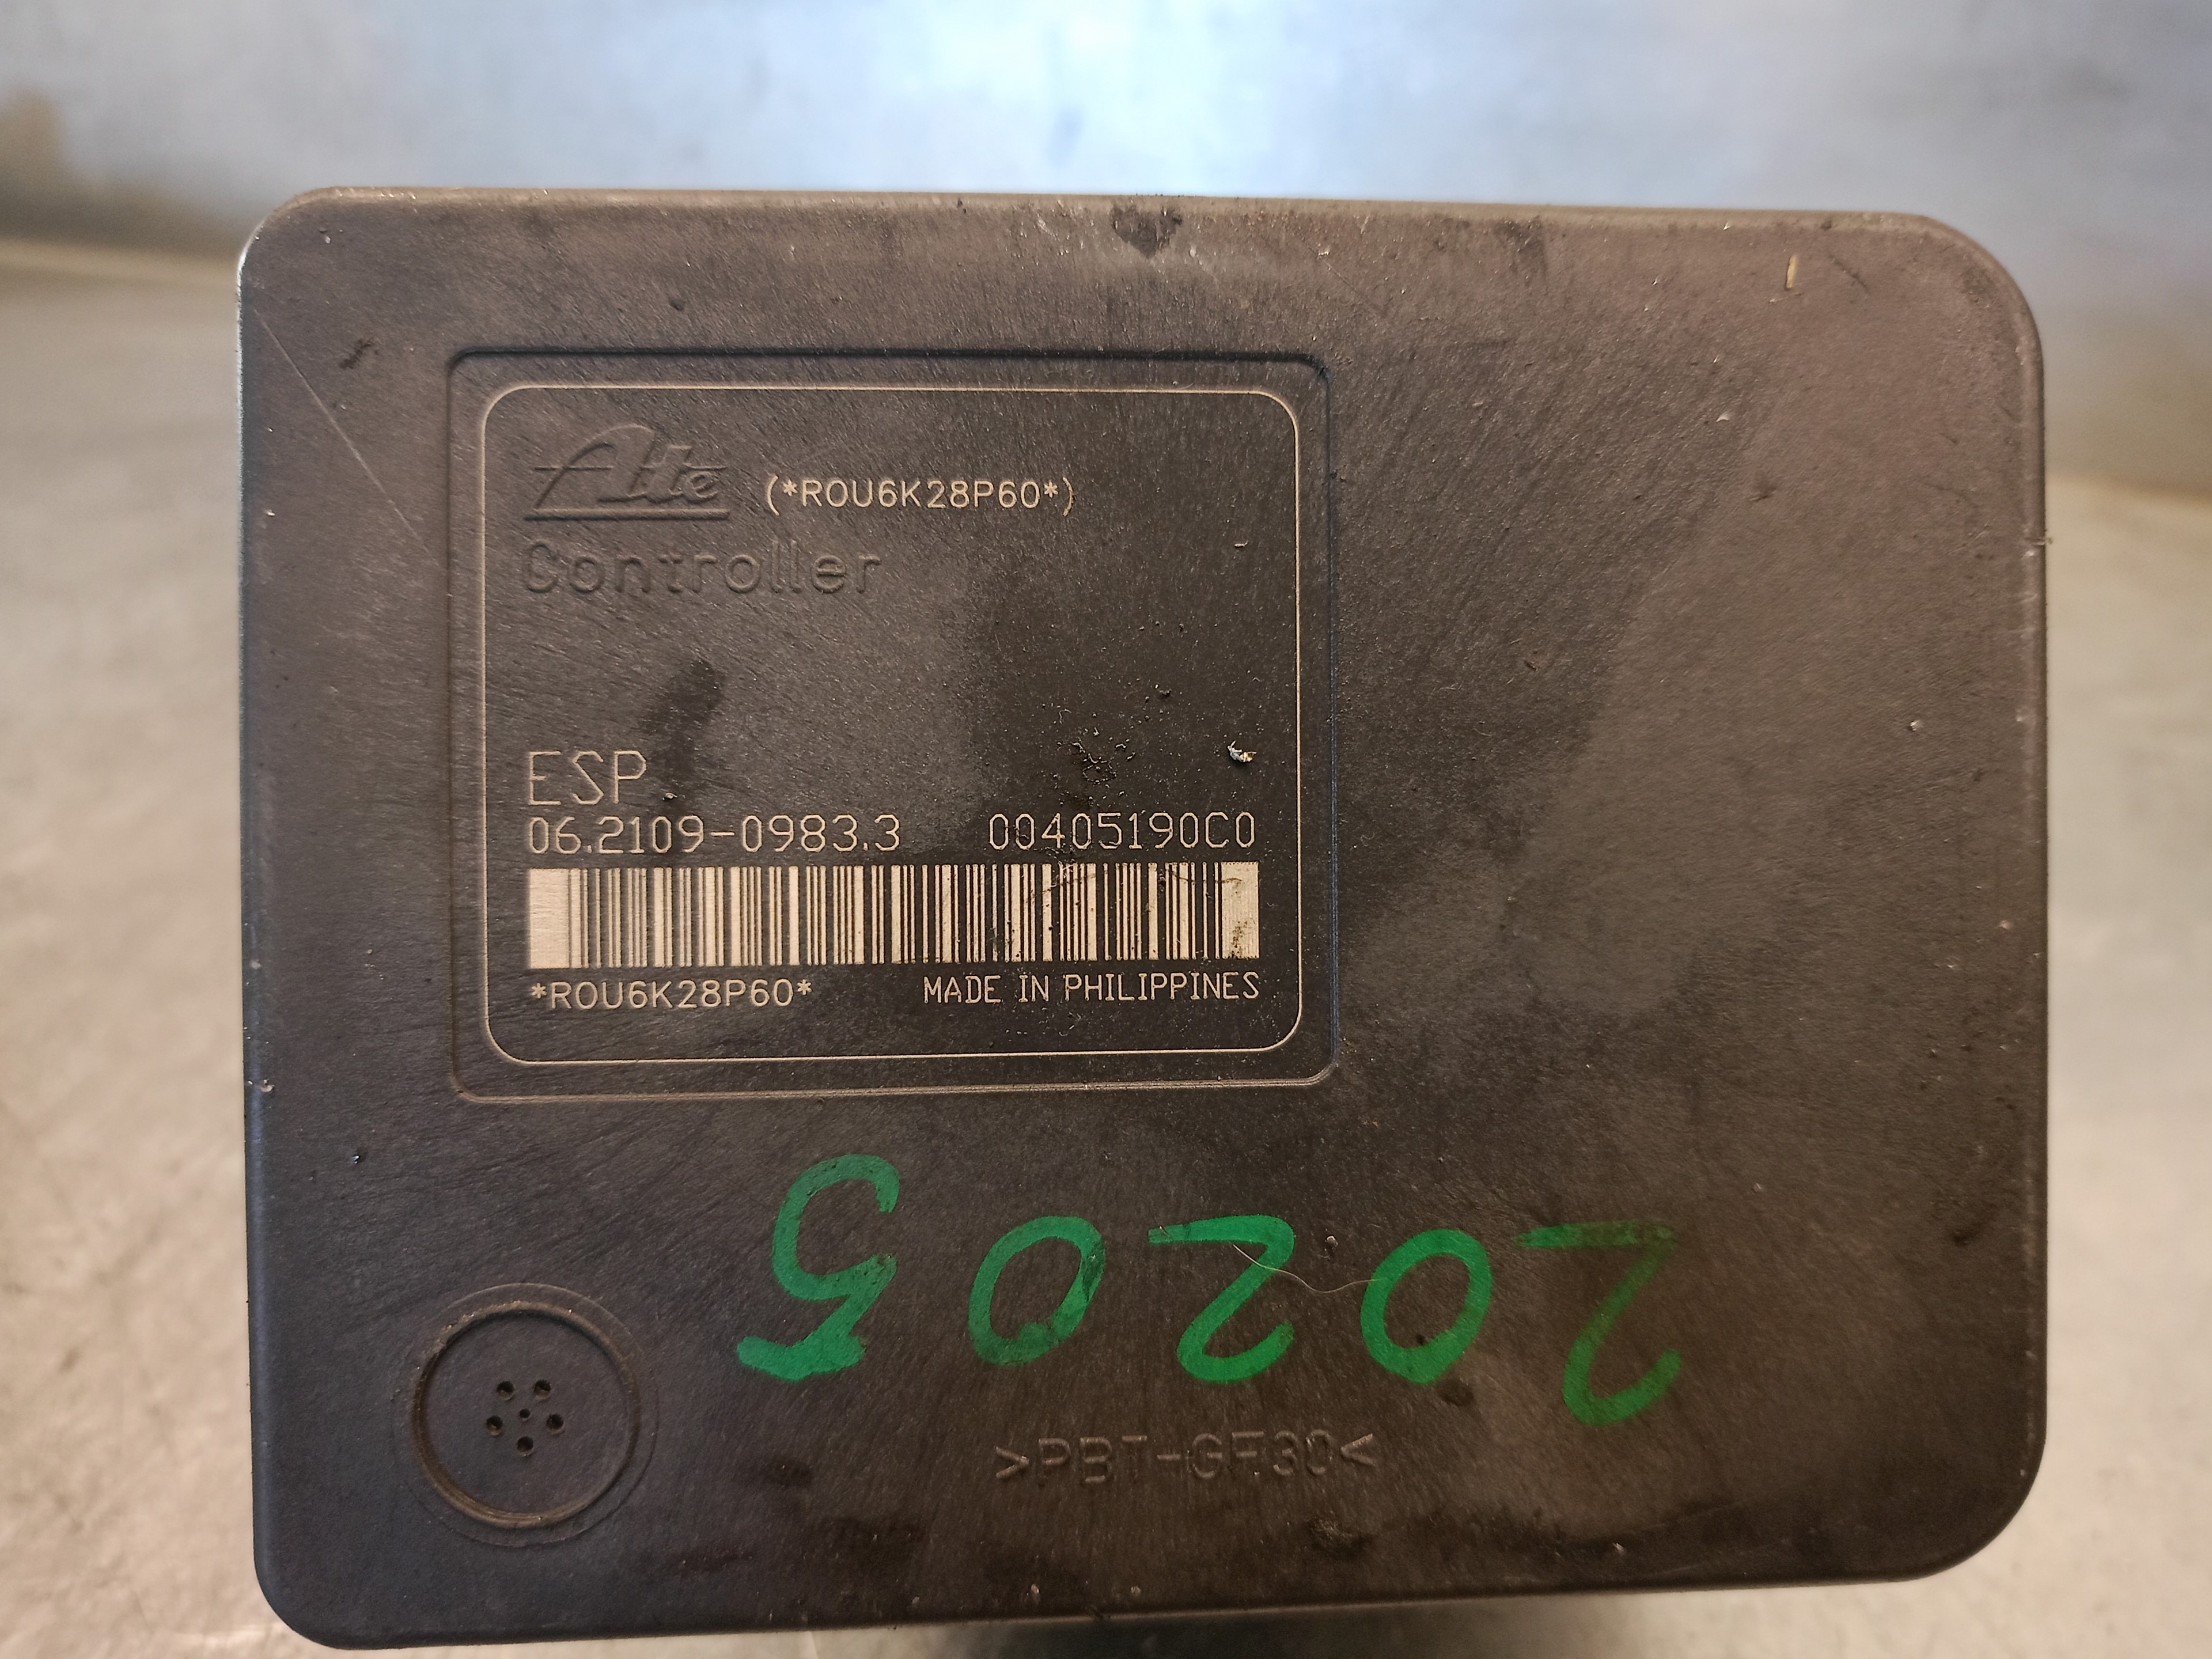 Ate (*ROU6K28P60*)
Controller
ESP
06.2109-0983.3 00405190C0
*ROU6K28P60* MADE IN PHILIPPINES
20205
>PBT-GF30<